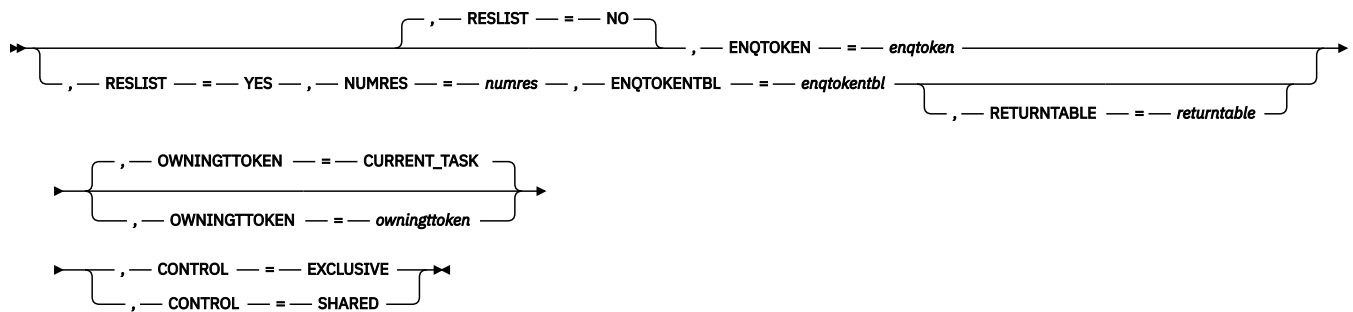 , RESLIST = NO
, ENQTOKEN = enqtoken
, RESLIST = YES , NUMRES = numres , ENQTOKENTBL = enqtokentbl
, RETURNTABLE = returntable
, OWNINGTTOKEN = CURRENT_TASK
, OWNINGTTOKEN = owningttoken
, CONTROL = EXCLUSIVE
, CONTROL = SHARED